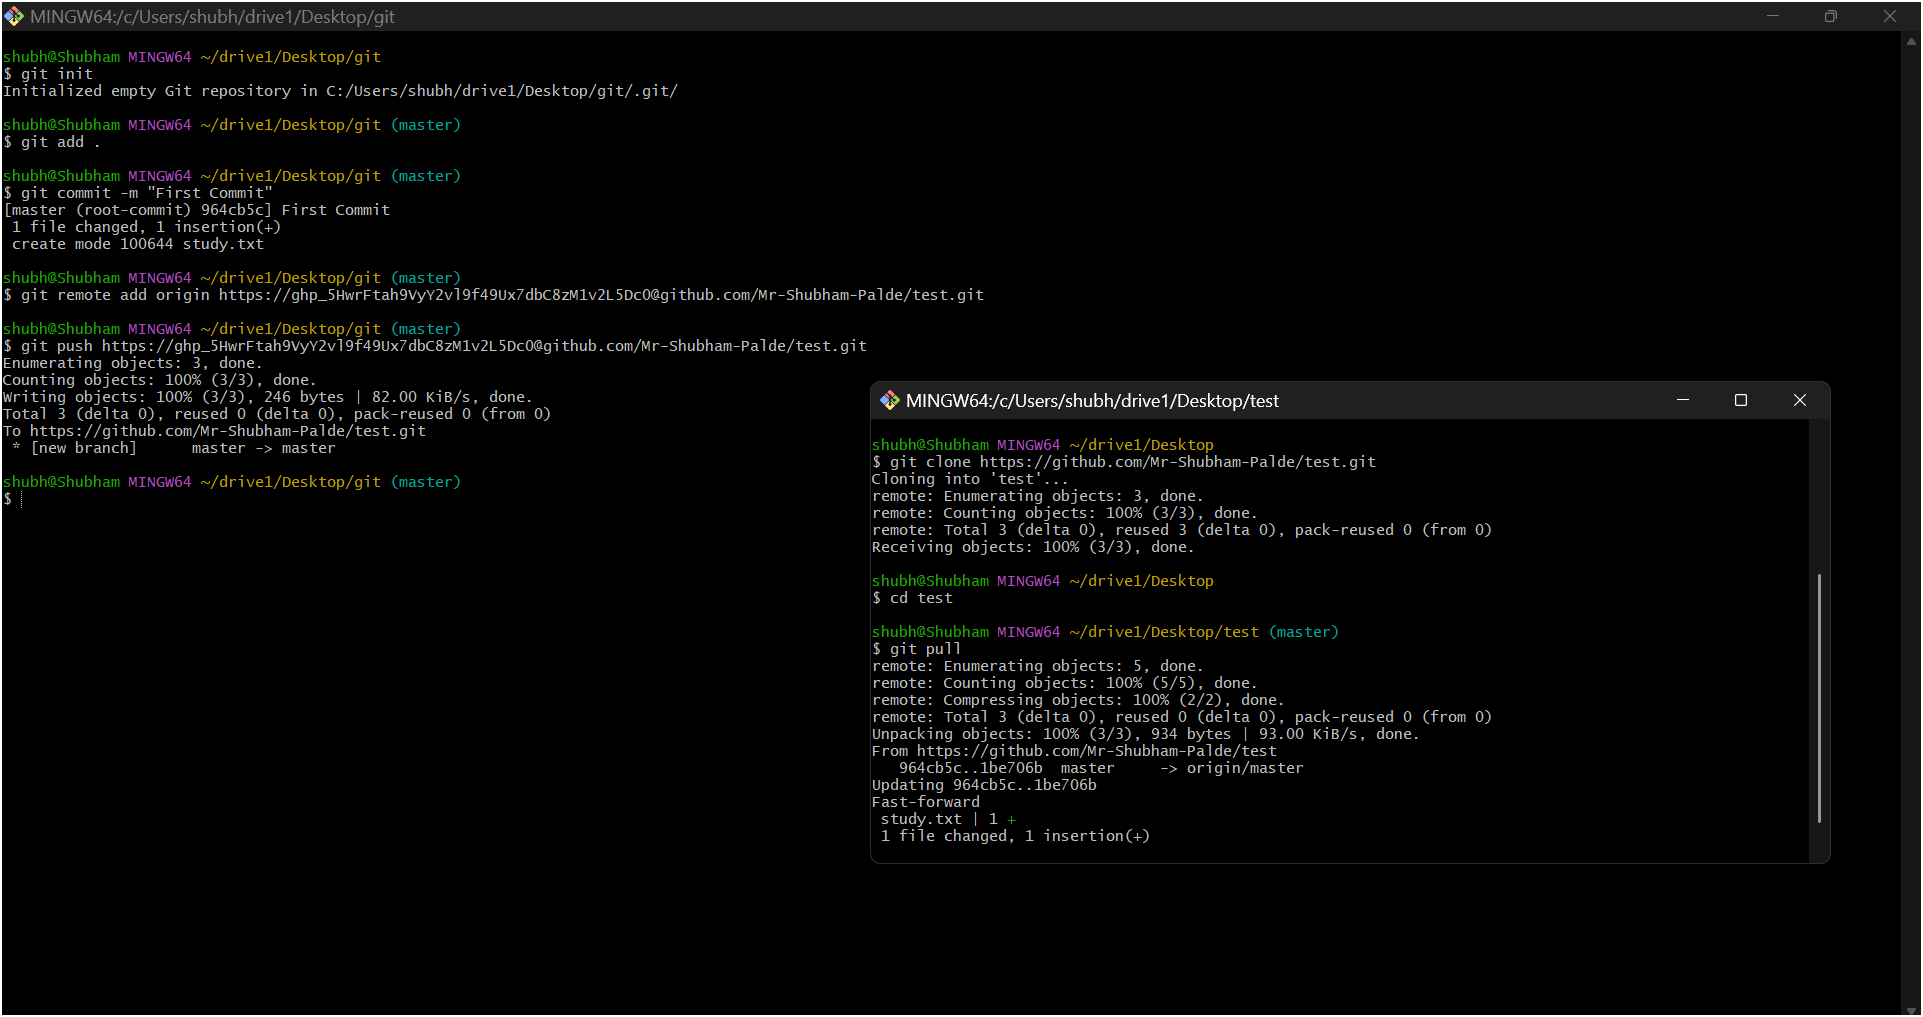 MINGW64:/c/Users/shubh/drive1/Desktop/git
shubh@Shubham MINGW64 ~/drive1/Desktop/git
$ git init
Initialized empty Git repository in C:/Users/shubh/drive1/Desktop/git/.git/
shubh@Shubham MINGW64 ~/drive1/Desktop/git (master)
$ git add .
shubh@Shubham MINGW64 ~/drive1/Desktop/git (master)
$ git commit -m "First Commit"
[master (root-commit) 964cb5c] First Commit
1 file changed, 1 insertion(+)
create mode 100644 study.txt
shubh@Shubham MINGW64 ~/drive1/Desktop/git (master)
$ git remote add origin https://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@github.com/Mr-Shubham-Palde/test.git
shubh@Shubham MINGW64 ~/drive1/Desktop/git (master)
$ git push https://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@github.com/Mr-Shubham-Palde/test.git
Enumerating objects: 3, done.
Counting objects: 100% (3/3), done.
Writing objects: 100% (3/3), 246 bytes | 82.00 KiB/s, done.
Total 3 (delta 0), reused 0 (delta 0), pack-reused 0 (from 0)
To https://github.com/Mr-Shubham-Palde/test.git
* [new branch]      master -> master
shubh@Shubham MINGW64 ~/drive1/Desktop/git (master)
$
MINGW64:/c/Users/shubh/drive1/Desktop/test
shubh@Shubham MINGW64 ~/drive1/Desktop
$ git clone https://github.com/Mr-Shubham-Palde/test.git
Cloning into 'test'...
remote: Enumerating objects: 3, done.
remote: Counting objects: 100% (3/3), done.
remote: Total 3 (delta 0), reused 3 (delta 0), pack-reused 0 (from 0)
Receiving objects: 100% (3/3), done.
shubh@Shubham MINGW64 ~/drive1/Desktop
$ cd test
shubh@Shubham MINGW64 ~/drive1/Desktop/test (master)
$ git pull
remote: Enumerating objects: 5, done.
remote: Counting objects: 100% (5/5), done.
remote: Compressing objects: 100% (2/2), done.
remote: Total 3 (delta 0), reused 0 (delta 0), pack-reused 0 (from 0)
Unpacking objects: 100% (3/3), 934 bytes | 93.00 KiB/s, done.
From https://github.com/Mr-Shubham-Palde/test
964cb5c..1be706b  master     -> origin/master
Updating 964cb5c..1be706b
Fast-forward
study.txt | 1 +
1 file changed, 1 insertion(+)